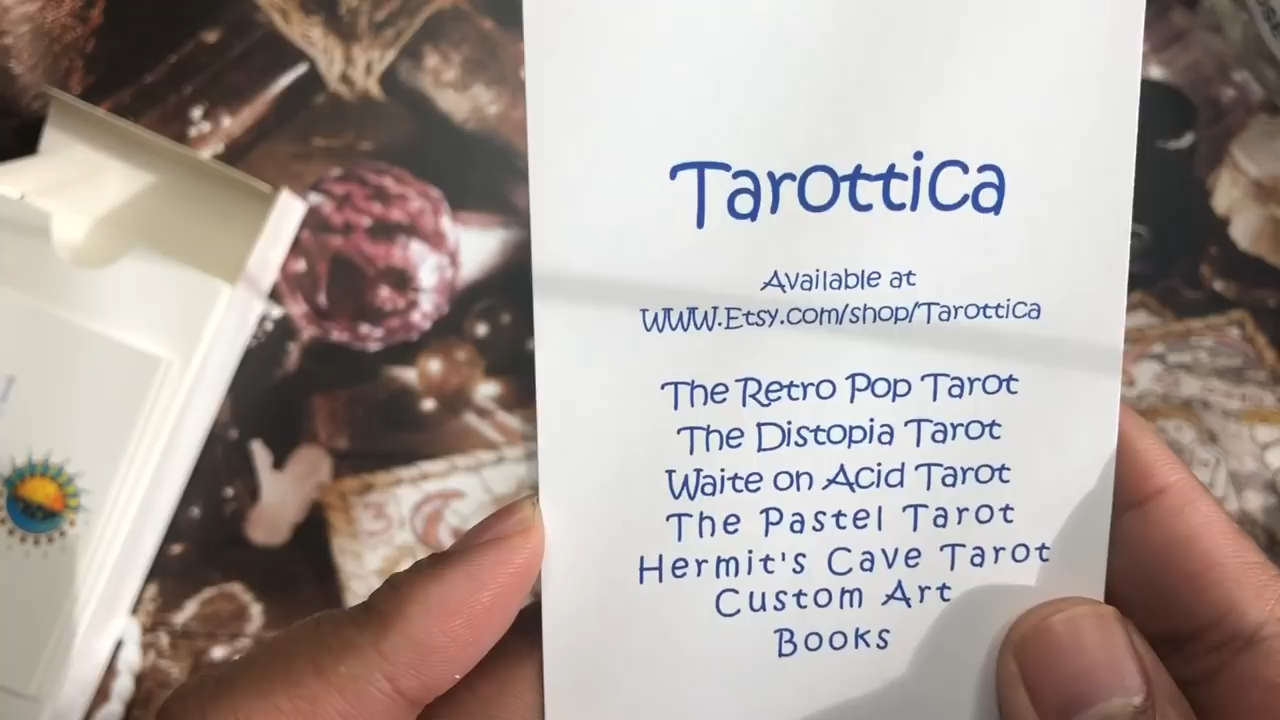 Tarottica
Available at
WWW.Etsy.com/shop/Tarottica
The Retro Pop Tarot
The Distopia Tarot
Waite on Acid Tarot
The Pastel Tarot
Hermit's Cave Tarot
Custom Art
Books